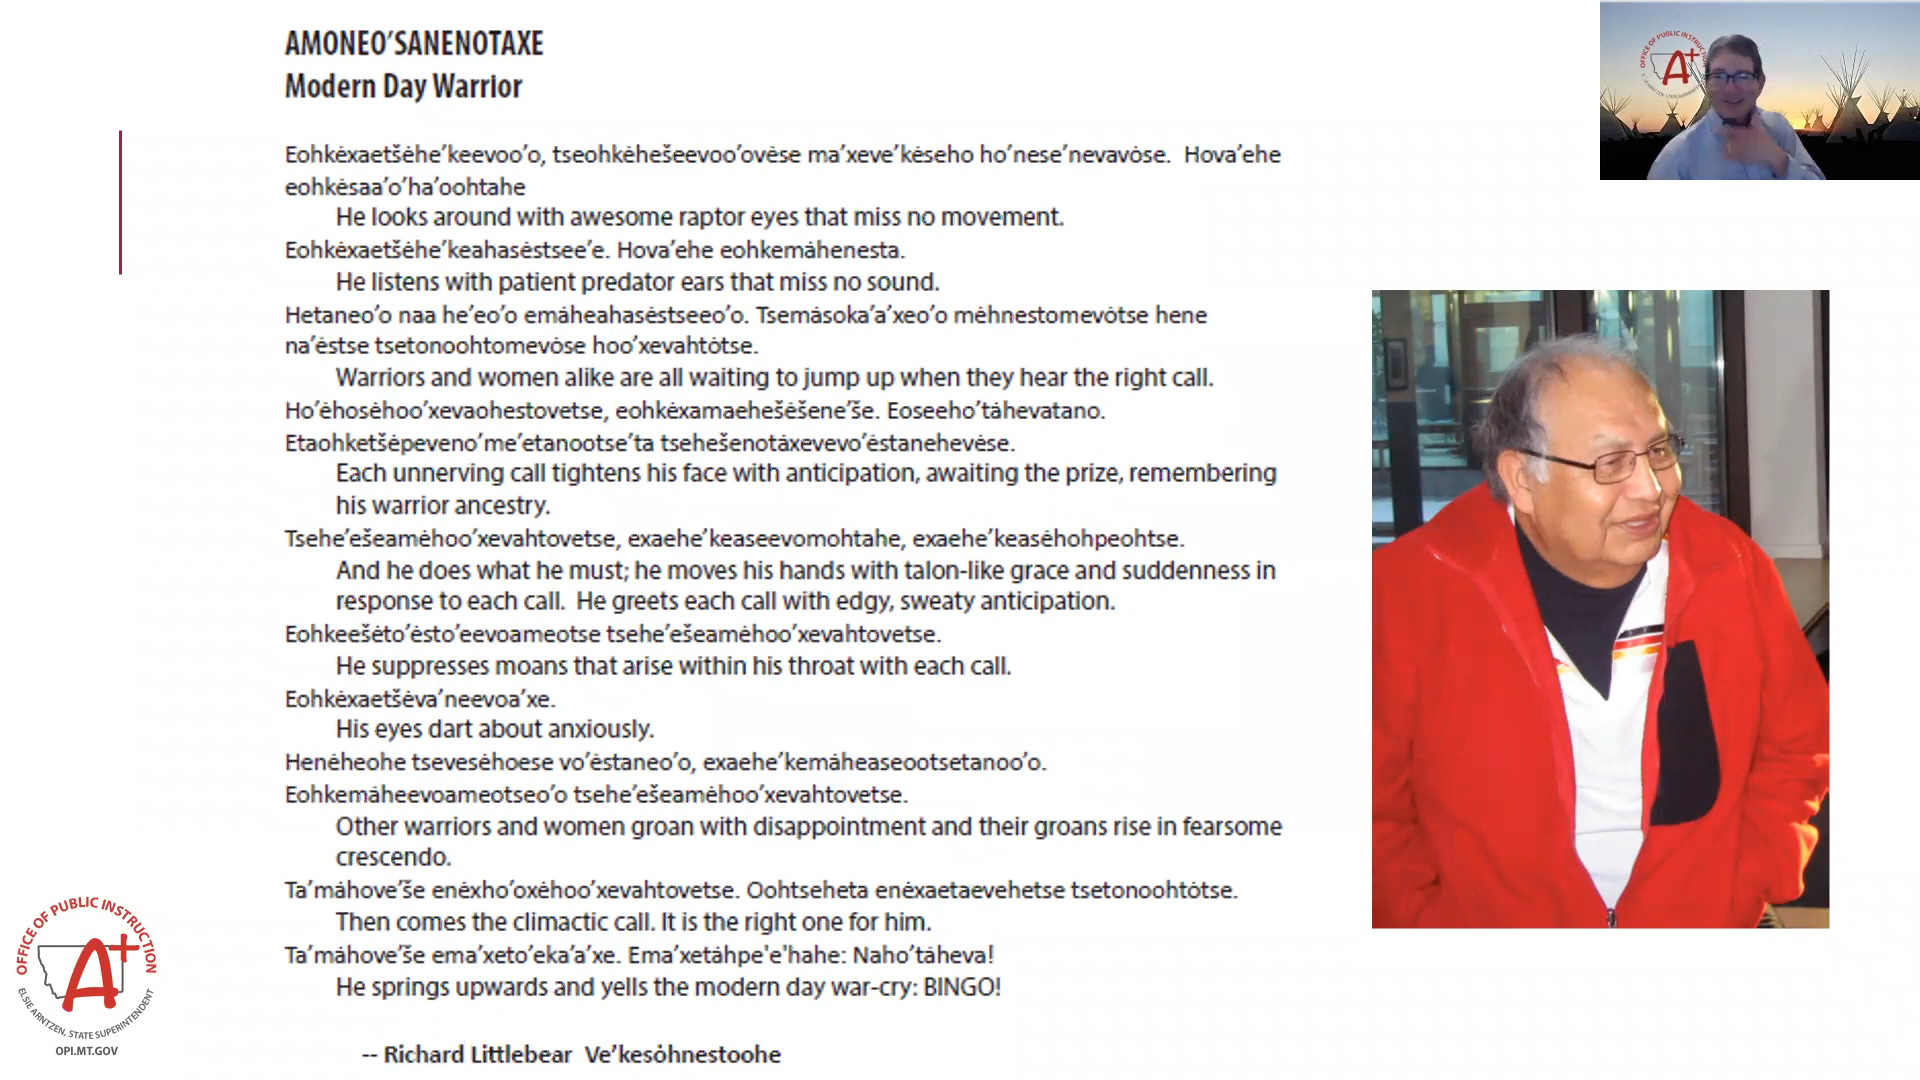 AMONEO’SANENOTAXE
Modern Day Warrior
Eohkėxaetšėhe’keevoo’o, tseohkėhešeevoo’ovėse ma’xeve’kėseho ho’nese’nevavȯse.  Hova’ehe
eohkėsaa’o’ha’oohtahe
He looks around with awesome raptor eyes that miss no movement.
Eohkėxaetšėhe’keahasėstsee’e. Hova’ehe eohkemȧhenesta.
He listens with patient predator ears that miss no sound.
Hetaneo’o naa he’eo’o emȧheahasėstseeo’o. Tsemȧsoka’a’xeo’o mėhnestomevȯtse hene
na’ėstse tsetonoohtomevȯse hoo’xevahtȯtse.
Warriors and women alike are all waiting to jump up when they hear the right call.
Ho’ėhosėhoo’xevaohestovetse, eohkėxamaehešėšene’še. Eoseeho’tȧhevatano.
Etaohketšėpeveno’me’etanootse’ta tsehešenotȧxevevo’ėstanehevėse.
Each unnerving call tightens his face with anticipation, awaiting the prize, remembering
his warrior ancestry.
Tsehe’ešeamėhoo’xevahtovetse, exaehe’keaseevomohtahe, exaehe’keasėhohpeohtse.
And he does what he must; he moves his hands with talon-like grace and suddenness in
response to each call.  He greets each call with edgy, sweaty anticipation.
Eohkeešėto’ėsto’eevoameotse tsehe’ešeamėhoo’xevahtovetse.
He suppresses moans that arise within his throat with each call.
Eohkėxaetšėva’neevoa’xe.
His eyes dart about anxiously.
Henėheohe tsevesėhoese vo’ėstaneo’o, exaehe’kemȧheaseootsetanoo’o.
Eohkemȧheevoameotseo’o tsehe’ešeamėhoo’xevahtovetse.
Other warriors and women groan with disappointment and their groans rise in fearsome
crescendo.
Ta’mȧhove’še enėxho’oxėhoo’xevahtovetse. Oohtseheta enėxaetaevehetse tsetonoohtȯtse.
Then comes the climactic call. It is the right one for him.
Ta’mȧhove’še ema’xeto’eka’a’xe. Ema’xetȧhpe'e'hahe: Naho’tȧheva!
He springs upwards and yells the modern day war-cry: BINGO!
-- Richard Littlebear  Ve’kesȯhnestoohe
OFFICE OF PUBLIC INSTRUCTION
A+
ELSIE ARNTZEN, STATE SUPERINTENDENT
OPI.MT.GOV
OFFICE OF PUBLIC INSTRUCTION
A+